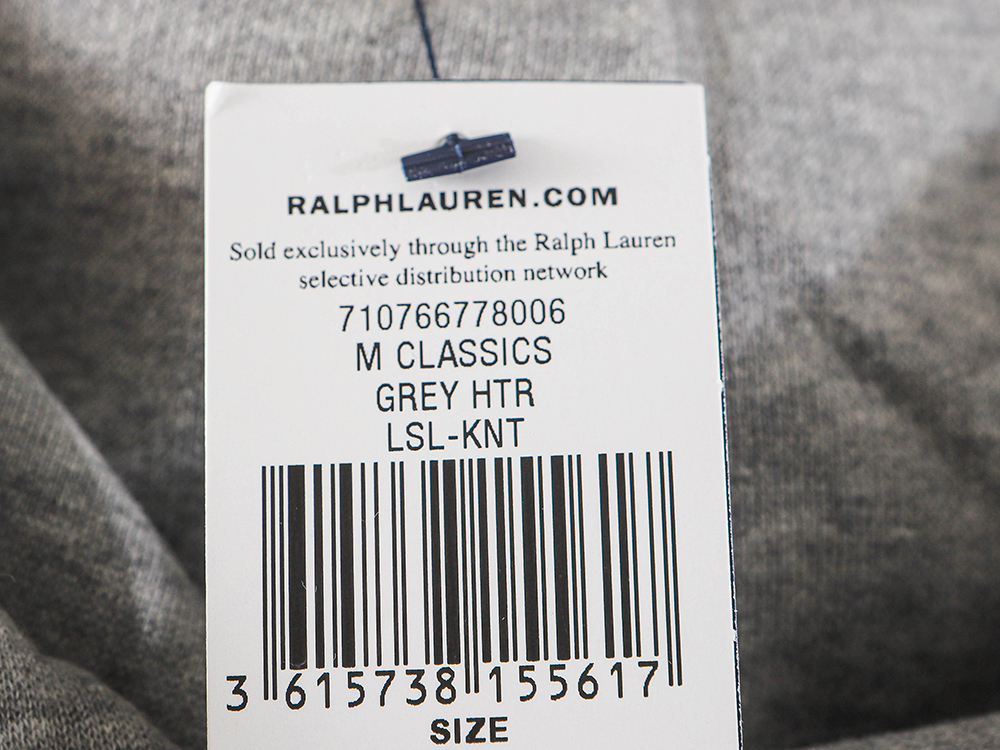 RALPHLAUREN.COM
Sold exclusively through the Ralph Lauren
selective distribution network
710766778006
M CLASSICS
GREY HTR
LSL-KNT
3 615738 155617
SIZE